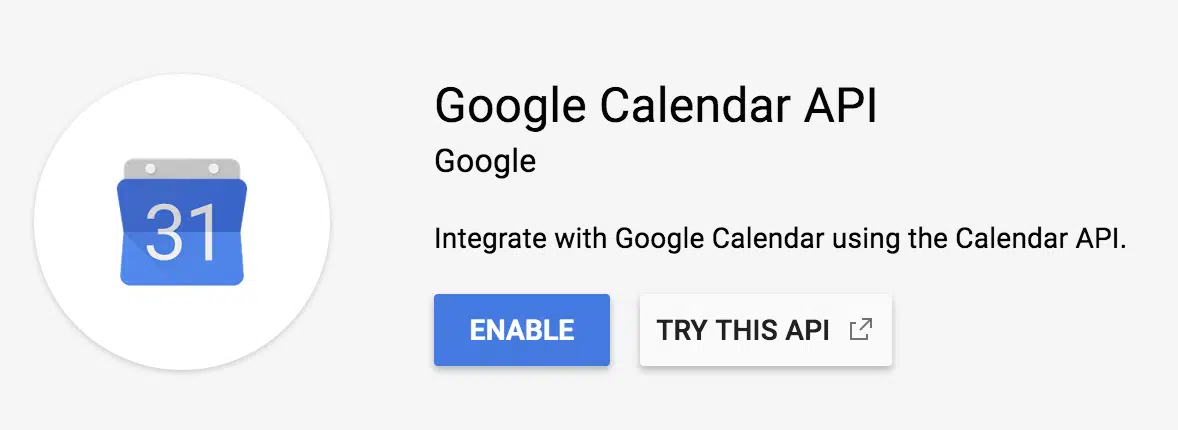 Google Calendar API
Google
31
Integrate with Google Calendar using the Calendar API.
ENABLE
TRY THIS API